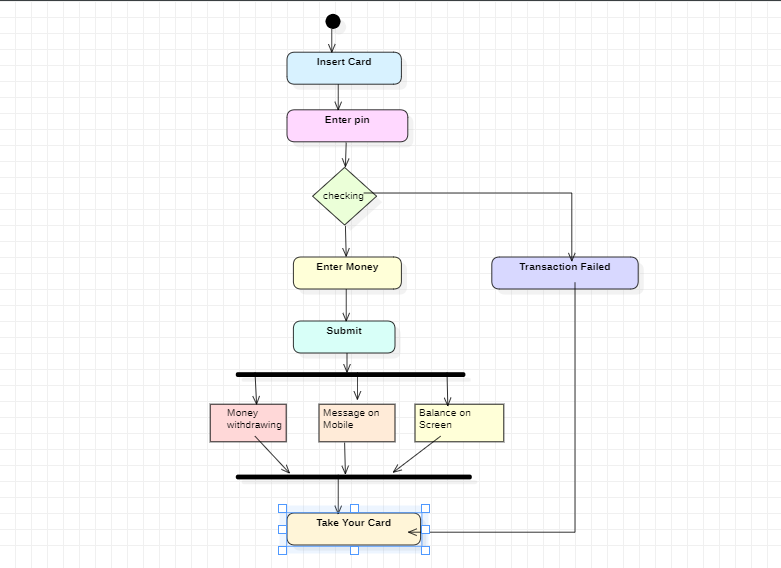 Insert Card
Enter pin
checking
Enter Money
Transaction Failed
Submit
Money
withdrawing
Message on
Mobile
Balance on
Screen
Take Your Card